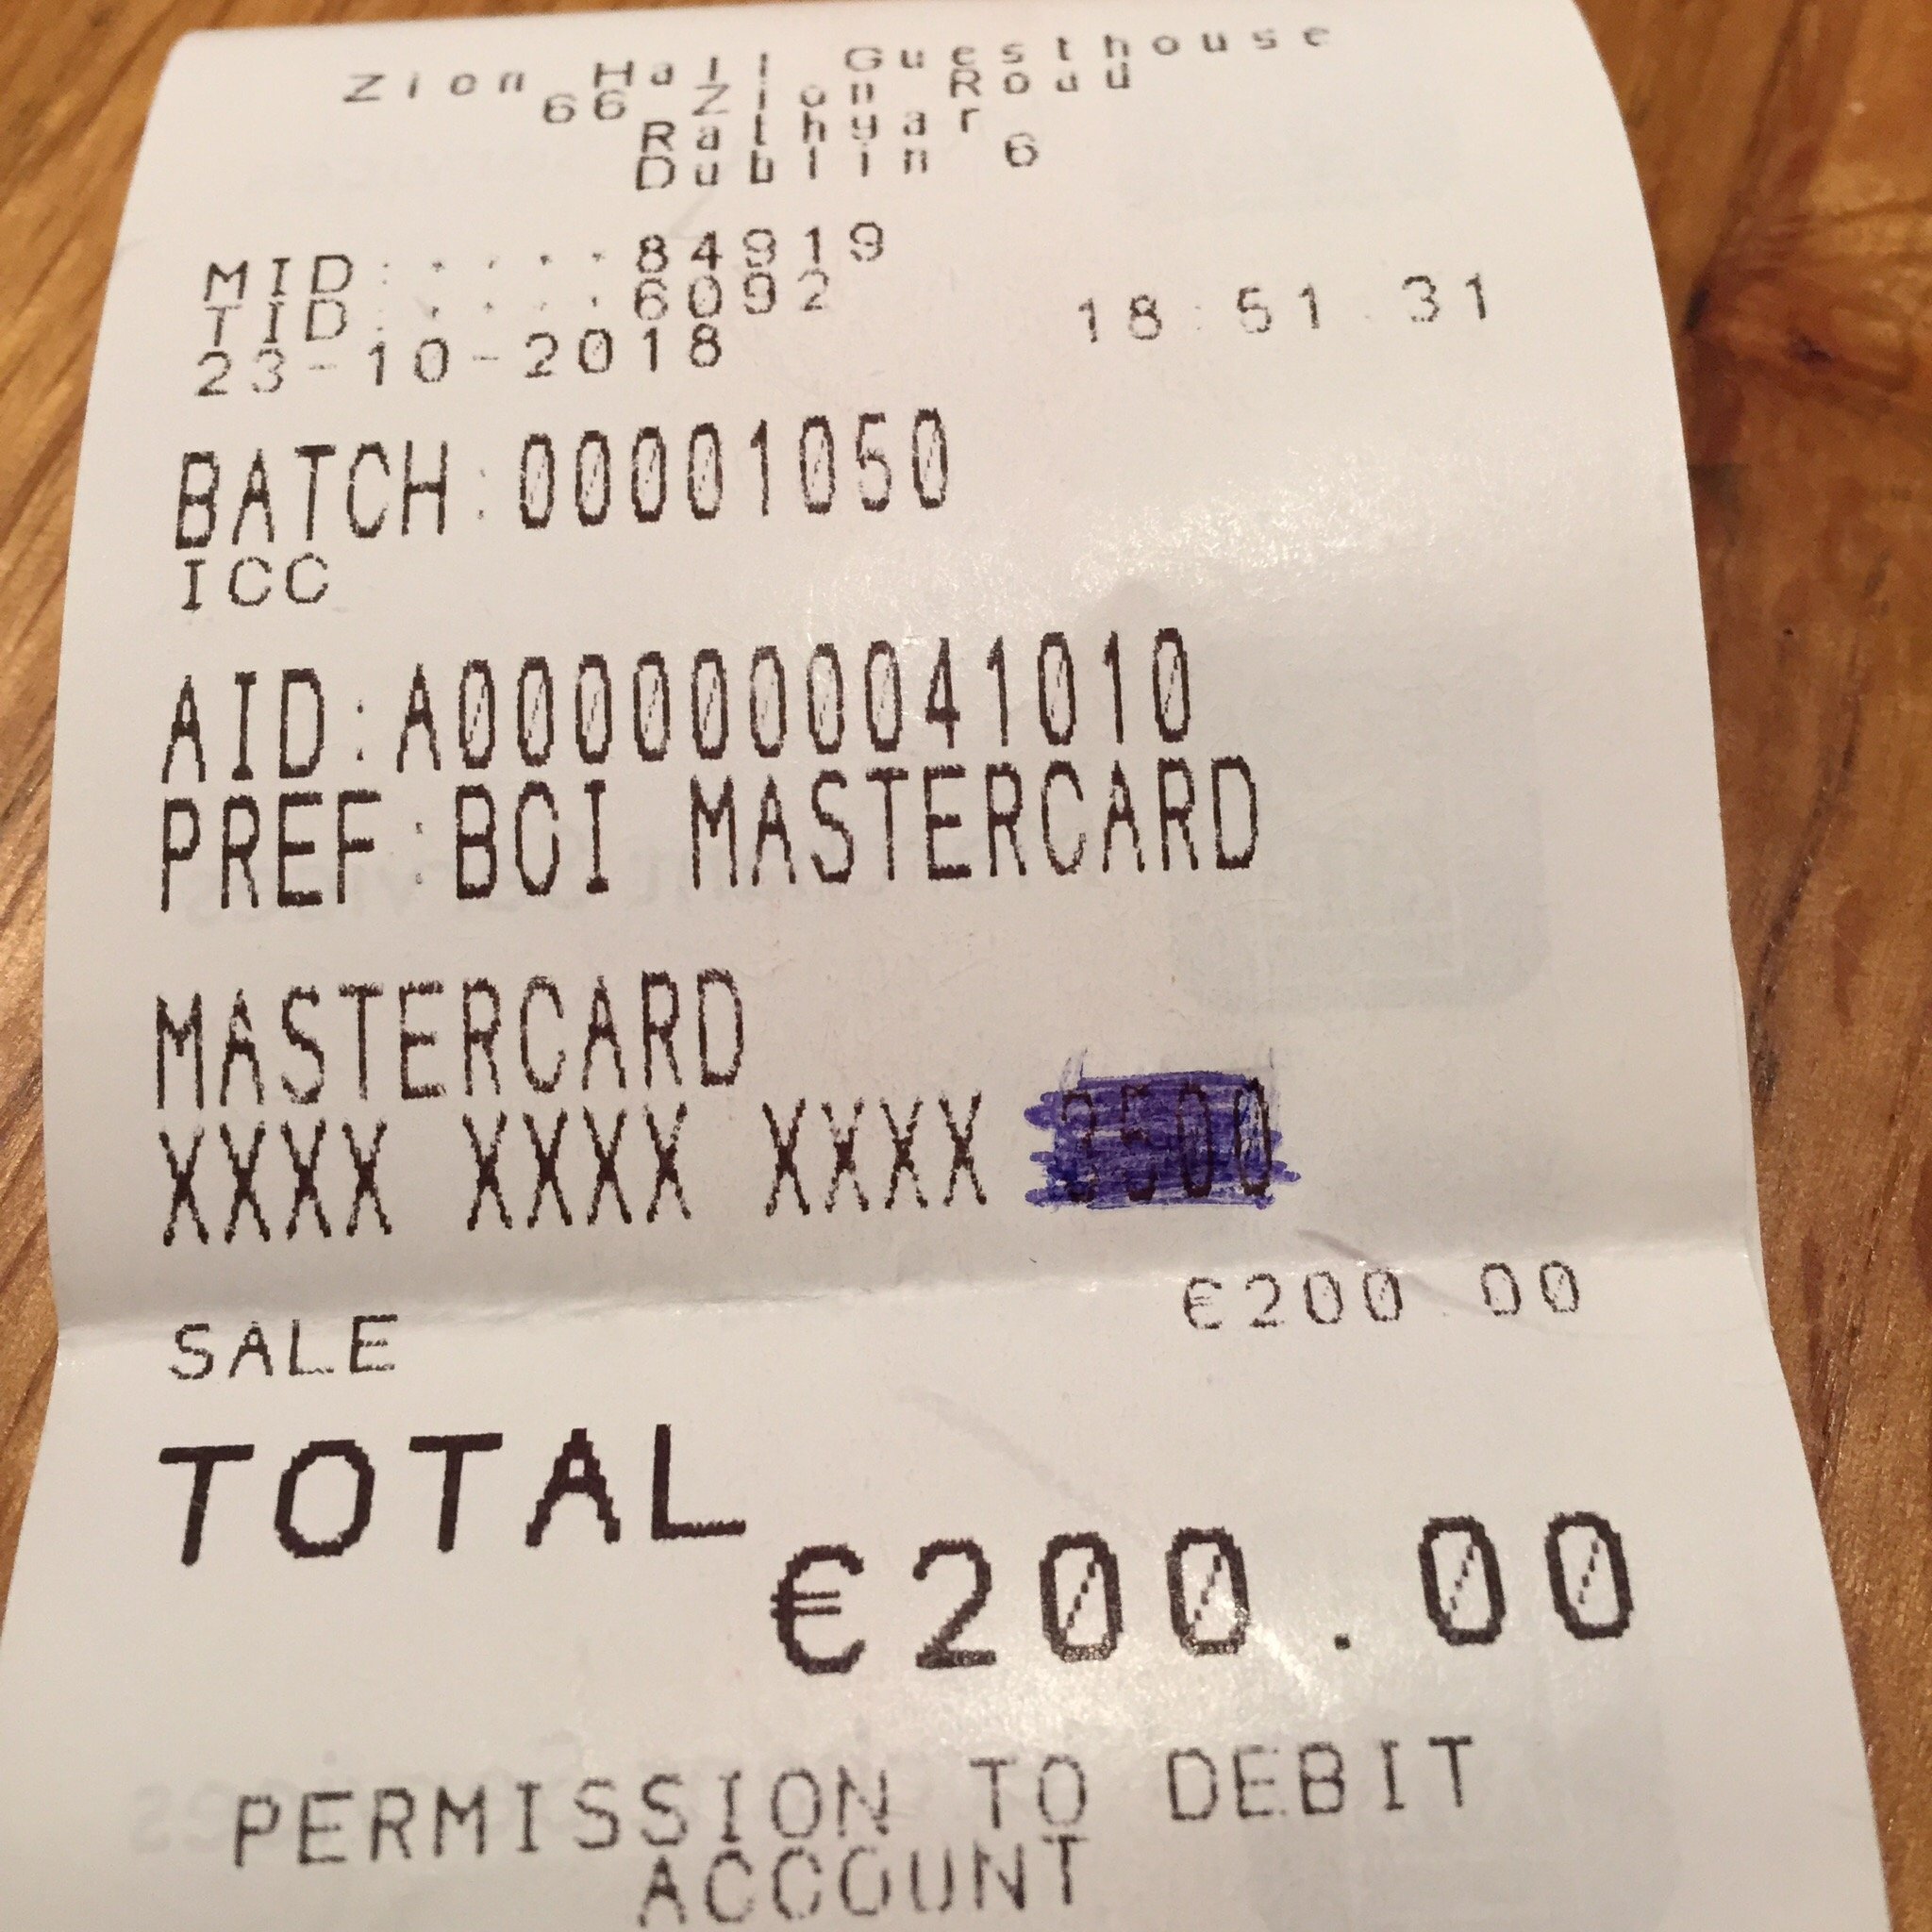 Zion Hall Guesthouse
66 Zion Road
Rathgar
Dublin 6
MID:....84919
TID:....6092
23-10-2018 18:51:31
BATCH:00001050
ICC
AID:A0000000041010
PREF:BOI MASTERCARD
MASTERCARD
XXXX XXXX XXXX
SALE €200.00
TOTAL
€200.00
PERMISSION TO DEBIT
ACCOUNT